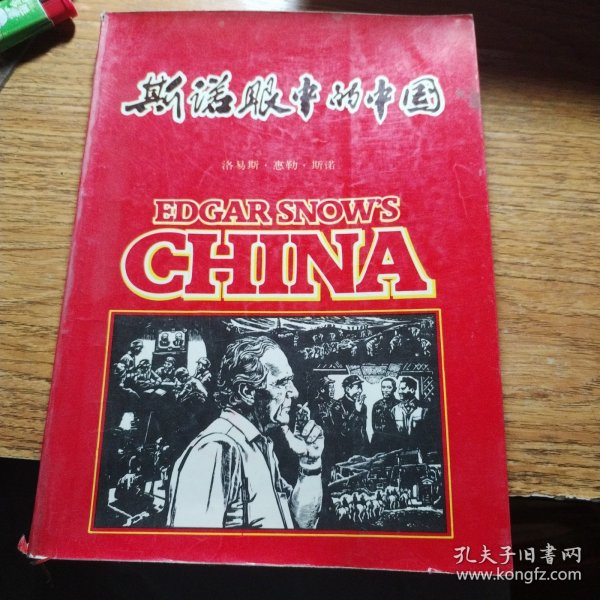 斯诺眼中的中国
洛易斯·惠勒·斯诺
EDGAR SNOW'S
CHINA
孔夫子旧书网
www.kongfz.com